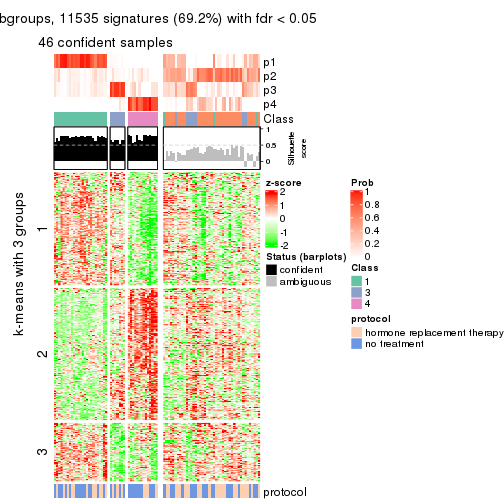 bgroups, 11535 signatures (69.2%) with fdr < 0.05
46 confident samples
p1
p2
p3
p4
Class
1
0.5
0
Silhouette
score
k-means with 3 groups
1
2
3
protocol
z-score
2
1
0
-1
-2
Status (barplots)
confident
ambiguous
Prob
1
0.8
0.6
0.4
0.2
0
Class
1
3
4
protocol
hormone replacement therapy
no treatment